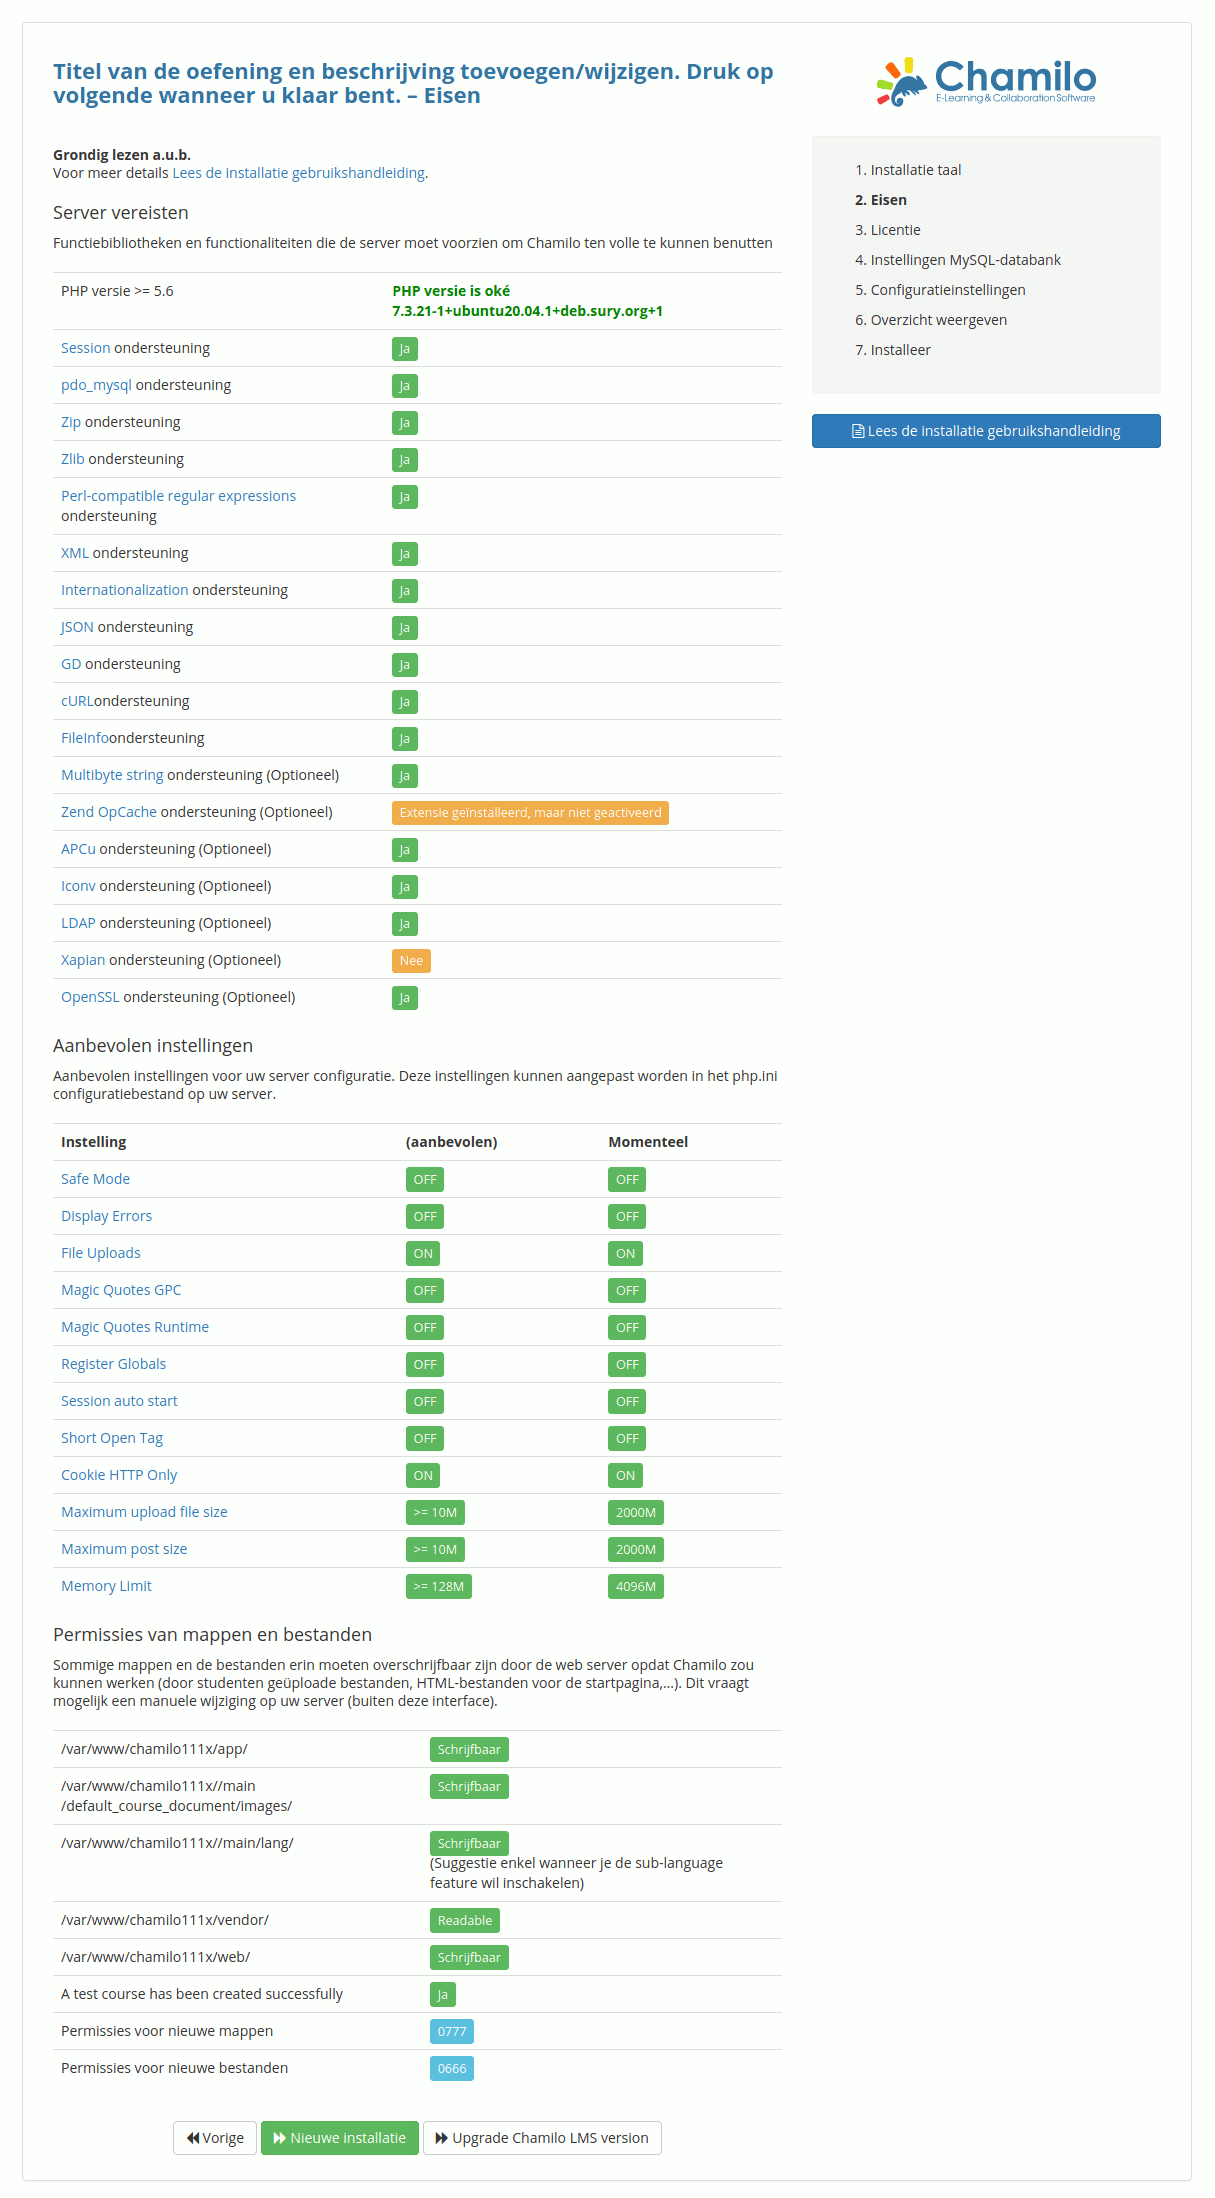 Titel van de oefening en beschrijving toevoegen/wijzigen. Druk op
volgende wanneer u klaar bent. – Eisen
Grondig lezen a.u.b.
Voor meer details Lees de installatie gebruikshandleiding.
Server vereisten
Functiebibliotheken en functionaliteiten die de server moet voorzien om Chamilo ten volle te kunnen benutten
PHP versie >= 5.6 PHP versie is oké
7.3.21-1+ubuntu20.04.1+deb.sury.org+1
Session ondersteuning Ja
pdo_mysql ondersteuning Ja
Zip ondersteuning Ja
Zlib ondersteuning Ja
Perl-compatible regular expressions Ja
ondersteuning
XML ondersteuning Ja
Internationalization ondersteuning Ja
JSON ondersteuning Ja
GD ondersteuning Ja
cURLondersteuning Ja
FileInfoondersteuning Ja
Multibyte string ondersteuning (Optioneel) Ja
Zend OpCache ondersteuning (Optioneel) Extensie geïnstalleerd, maar niet geactiveerd
APCu ondersteuning (Optioneel) Ja
Iconv ondersteuning (Optioneel) Ja
LDAP ondersteuning (Optioneel) Ja
Xapian ondersteuning (Optioneel) Nee
OpenSSL ondersteuning (Optioneel) Ja
Aanbevolen instellingen
Aanbevolen instellingen voor uw server configuratie. Deze instellingen kunnen aangepast worden in het php.ini
configuratiebestand op uw server.
Instelling (aanbevolen) Momenteel
Safe Mode OFF OFF
Display Errors OFF OFF
File Uploads ON ON
Magic Quotes GPC OFF OFF
Magic Quotes Runtime OFF OFF
Register Globals OFF OFF
Session auto start OFF OFF
Short Open Tag OFF OFF
Cookie HTTP Only ON ON
Maximum upload file size >= 10M 2000M
Maximum post size >= 10M 2000M
Memory Limit >= 128M 4096M
Permissies van mappen en bestanden
Sommige mappen en de bestanden erin moeten overschrijfbaar zijn door de web server opdat Chamilo zou
kunnen werken (door studenten geüploade bestanden, HTML-bestanden voor de startpagina,...). Dit vraagt
mogelijk een manuele wijziging op uw server (buiten deze interface).
/var/www/chamilo111x/app/ Schrijfbaar
/var/www/chamilo111x//main Schrijfbaar
/default_course_document/images/
/var/www/chamilo111x//main/lang/ Schrijfbaar
(Suggestie enkel wanneer je de sub-language
feature wil inschakelen)
/var/www/chamilo111x/vendor/ Readable
/var/www/chamilo111x/web/ Schrijfbaar
A test course has been created successfully Ja
Permissies voor nieuwe mappen 0777
Permissies voor nieuwe bestanden 0666
Vorige Nieuwe installatie Upgrade Chamilo LMS version
Chamilo
E-Learning & Collaboration Software
1. Installatie taal
2. Eisen
3. Licentie
4. Instellingen MySQL-databank
5. Configuratieinstellingen
6. Overzicht weergeven
7. Installeer
Lees de installatie gebruikshandleiding